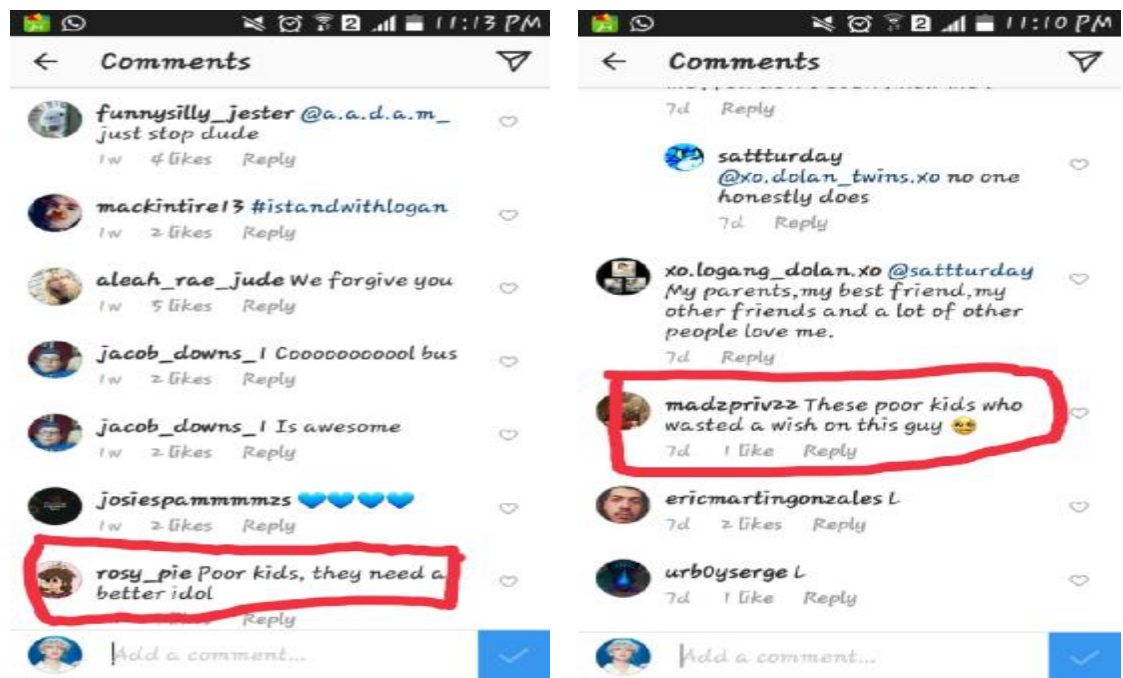 2 11:13 PM
Comments
funnysilly_jester @a.a.d.a.m_
just stop dude
1w 4 likes Reply
mackintire13 #istandwithlogan
1w 2 likes Reply
aleah_rae_jude We forgive you
1w 5 likes Reply
jacob_downs_1 Cooooooooool bus
1w 2 likes Reply
jacob_downs_1 Is awesome
1w 2 likes Reply
josiespammmmzs 💙💙💙💙
1w 2 likes Reply
rosy_pie Poor kids, they need a
better idol
Reply
Add a comment...
2 11:10 PM
Comments
7d Reply
sattturday
@xo.dolan_twins.xo no one
honestly does
7d Reply
xo.logang_dolan.xo @sattturday
My parents,my best friend,my
other friends and a lot of other
people love me.
7d Reply
madzprivzz These poor kids who
wasted a wish on this guy
7d 1 like Reply
ericmartingonzales L
7d 2 likes Reply
urb0yserge L
7d 1 like Reply
Add a comment...